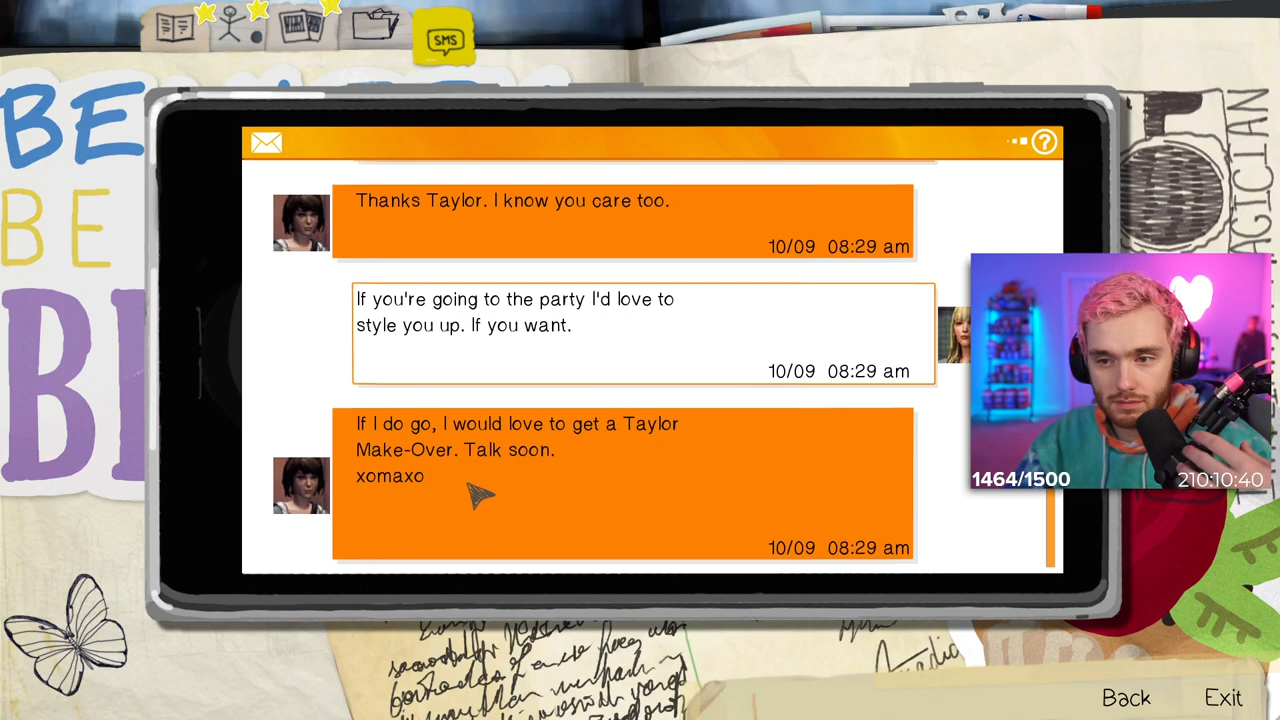 SMS
BE
BE
B
AGICIAN
?
Thanks Taylor. I know you care too.
10/09 08:29 am
If you're going to the party I'd love to
style you up. If you want.
10/09 08:29 am
If I do go, I would love to get a Taylor
Make-Over. Talk soon.
xomaxo
10/09 08:29 am
1464/1500
210:10:40
Back
Exit